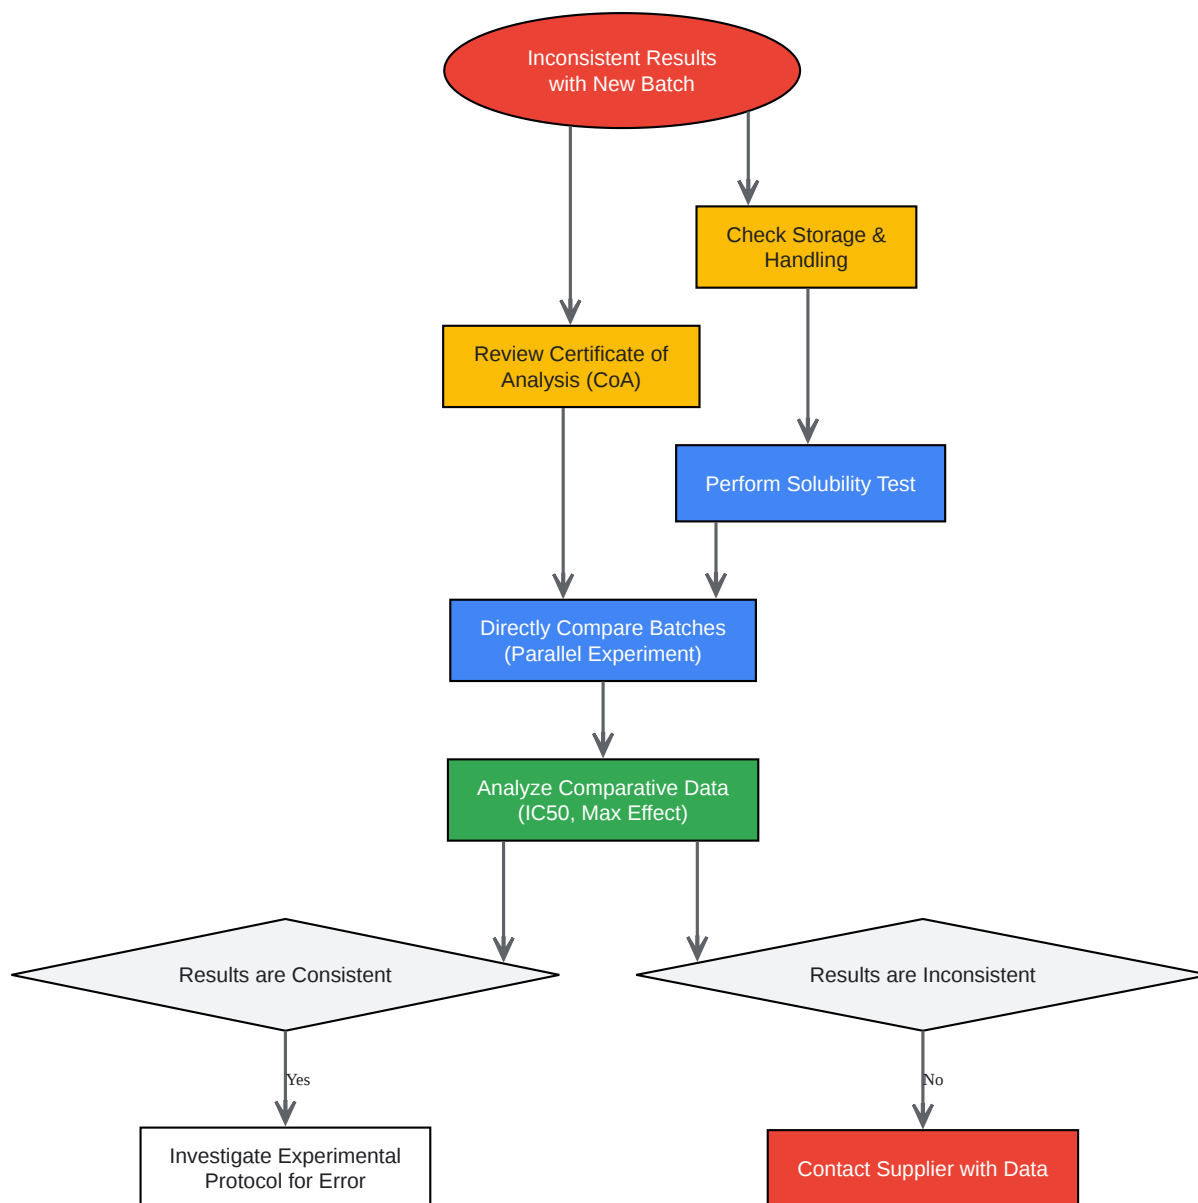 Inconsistent Results
with New Batch
Check Storage &
Handling
Review Certificate of
Analysis (CoA)
Perform Solubility Test
Directly Compare Batches
(Parallel Experiment)
Analyze Comparative Data
(IC50, Max Effect)
Results are Consistent
Results are Inconsistent
Yes
No
Investigate Experimental
Protocol for Error
Contact Supplier with Data